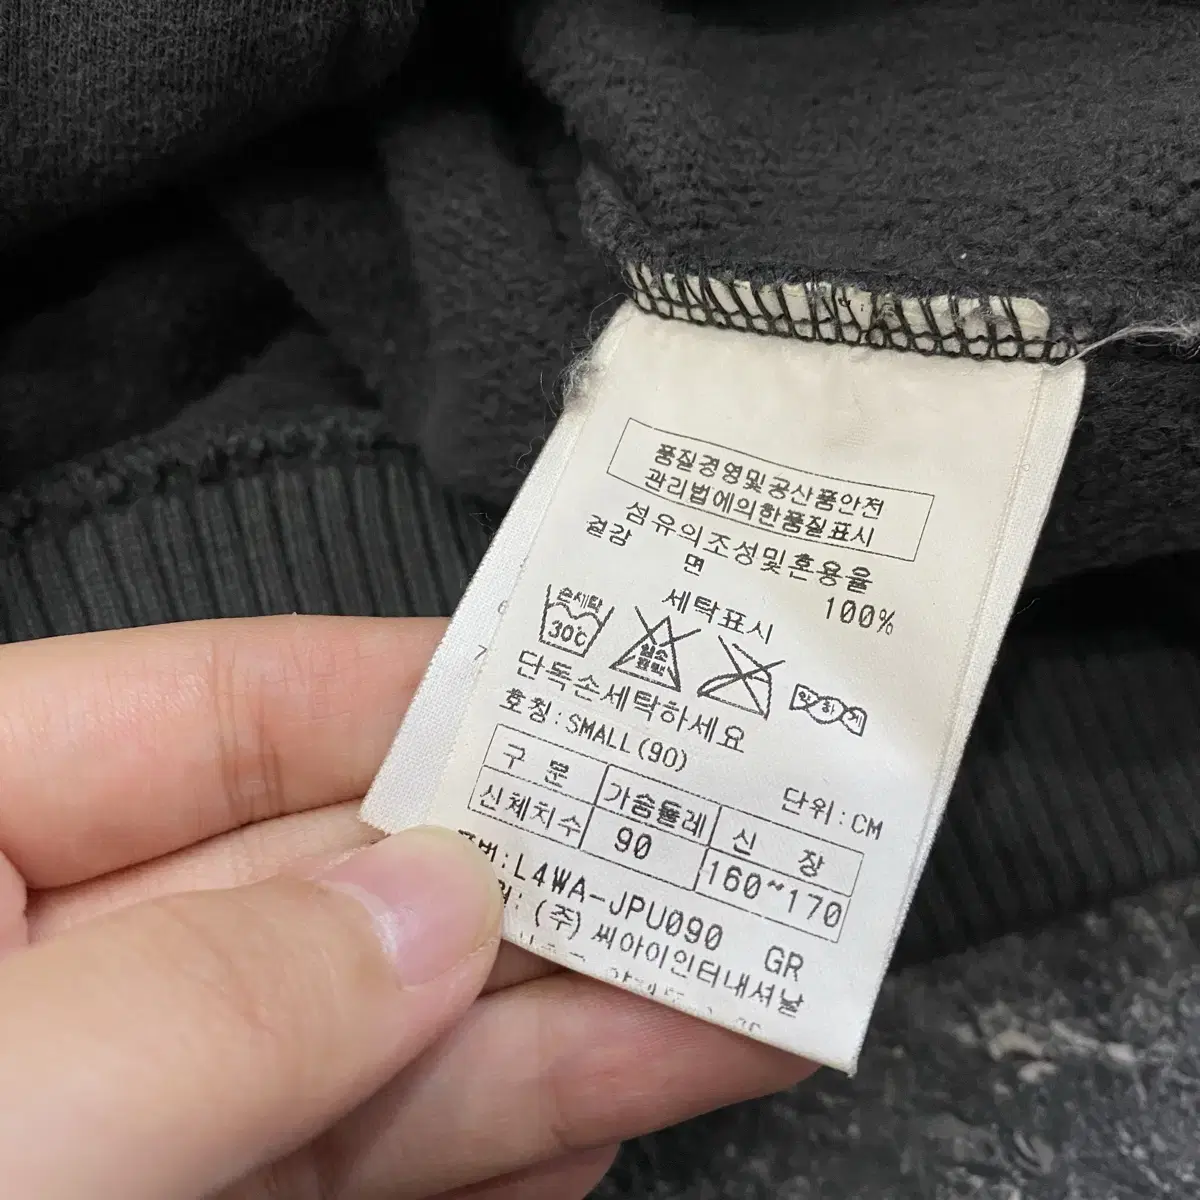 품질경영및공산품안전
관리법에의한품질표시
섬유의조성및혼용율
겉감 면 100%
세탁표시
손세탁
30℃
염소
표백
약하게
단독손세탁하세요
호칭:SMALL(90)
단위:CM
구 분 가슴둘레 신 장
신체치수 90 160~170
L4WA-JPU090 GR
(주)씨아이인터내셔날